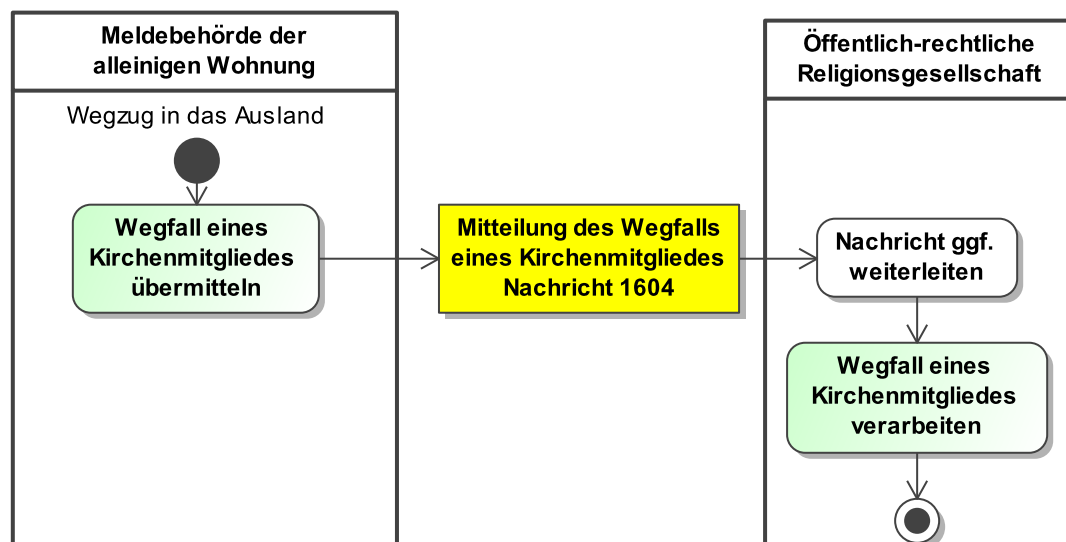 Meldebehörde der
alleinigen Wohnung
Wegzug in das Ausland
Wegfall eines
Kirchenmitgliedes
übermitteln
Mitteilung des Wegfalls
eines Kirchenmitgliedes
Nachricht 1604
Öffentlich-rechtliche
Religionsgesellschaft
Nachricht ggf.
weiterleiten
Wegfall eines
Kirchenmitgliedes
verarbeiten